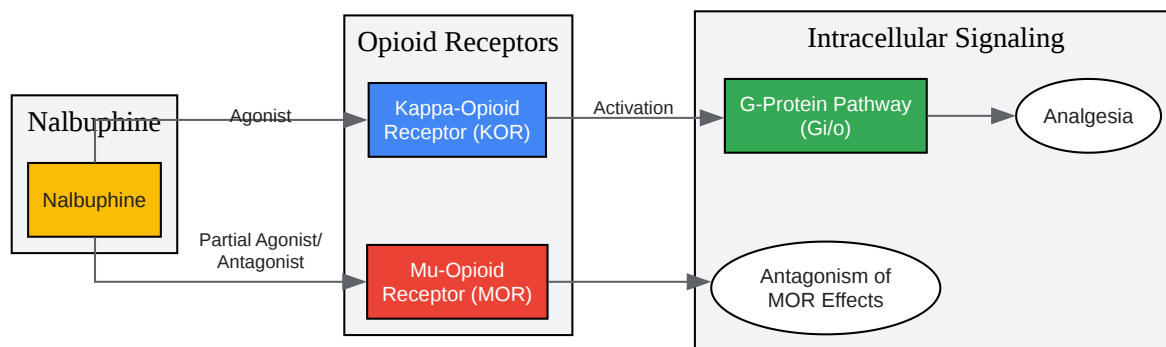 Nalbuphine
Nalbuphine
Opioid Receptors
Kappa-Opioid
Receptor (KOR)
Mu-Opioid
Receptor (MOR)
Intracellular Signaling
G-Protein Pathway
(Gi/o)
Analgesia
Antagonism of
MOR Effects
Agonist
Partial Agonist/
Antagonist
Activation